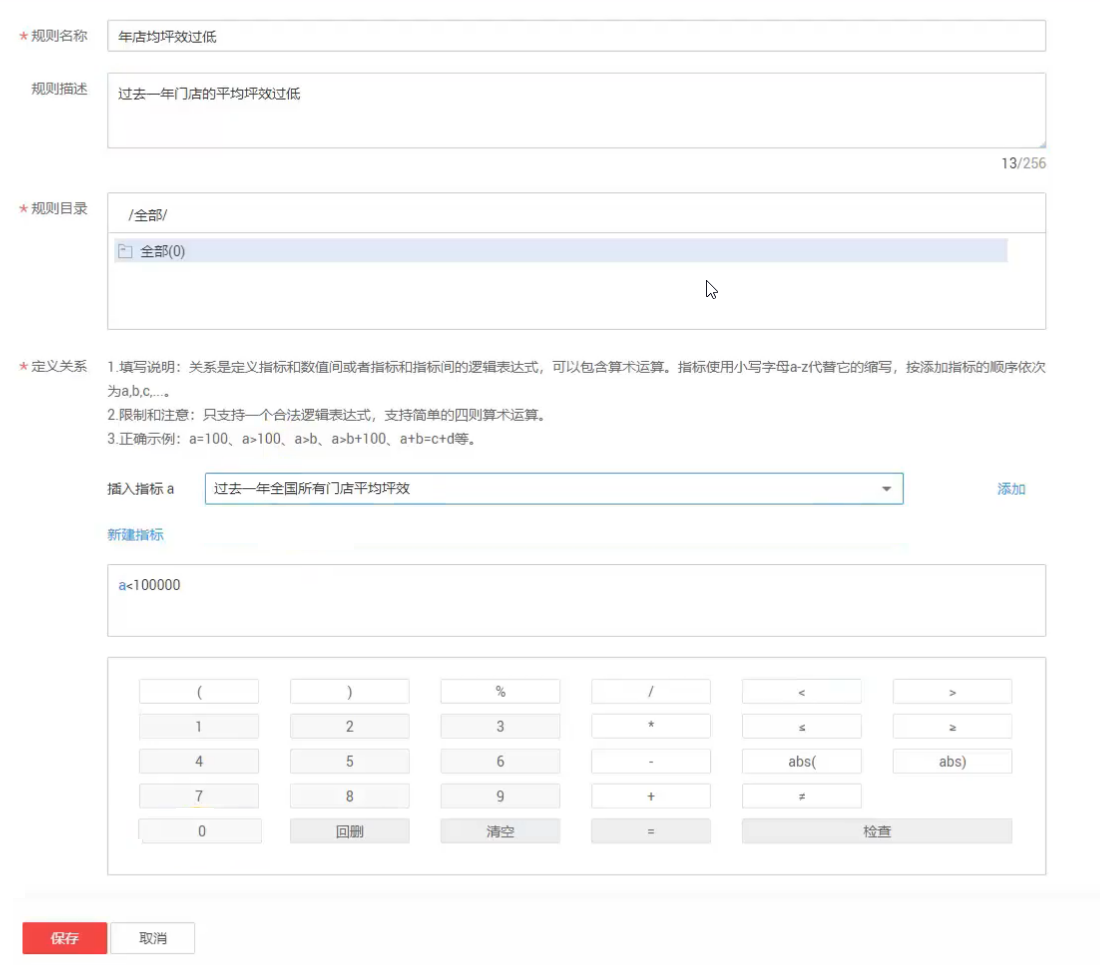 * 规则名称 年店均坪效过低
规则描述 过去一年门店的平均坪效过低
13/256
* 规则目录 /全部/
全部(0)
* 定义关系 1.填写说明：关系是定义指标和数值间或者指标和指标间的逻辑表达式，可以包含算术运算。指标使用小写字母a-z代替它的缩写，按添加指标的顺序依次
为a,b,c,...。
2.限制和注意：只支持一个合法逻辑表达式，支持简单的四则算术运算。
3.正确示例：a=100、a>100、a>b、a>b+100、a+b=c+d等。
插入指标 a 过去一年全国所有门店平均坪效 添加
新建指标
a<100000
( ) % / < >
1 2 3 * ≤ ≥
4 5 6 - abs( abs)
7 8 9 + ≠
0 回删 清空 = 检查
保存 取消